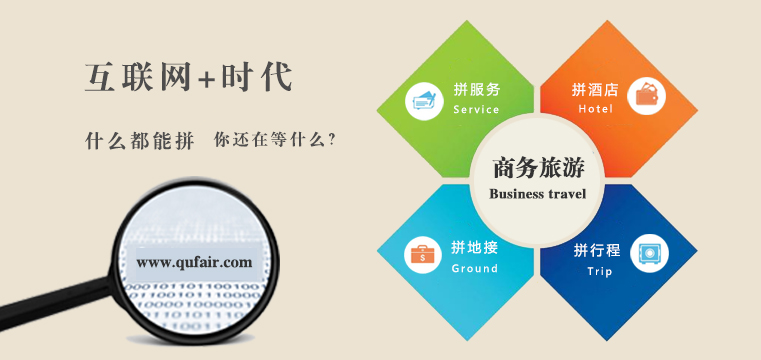 互联网+时代
什么都能拼 你还在等什么?
www.qufair.com
拼服务
Service
拼酒店
Hotel
商务旅游
Business travel
拼地接
Ground
拼行程
Trip